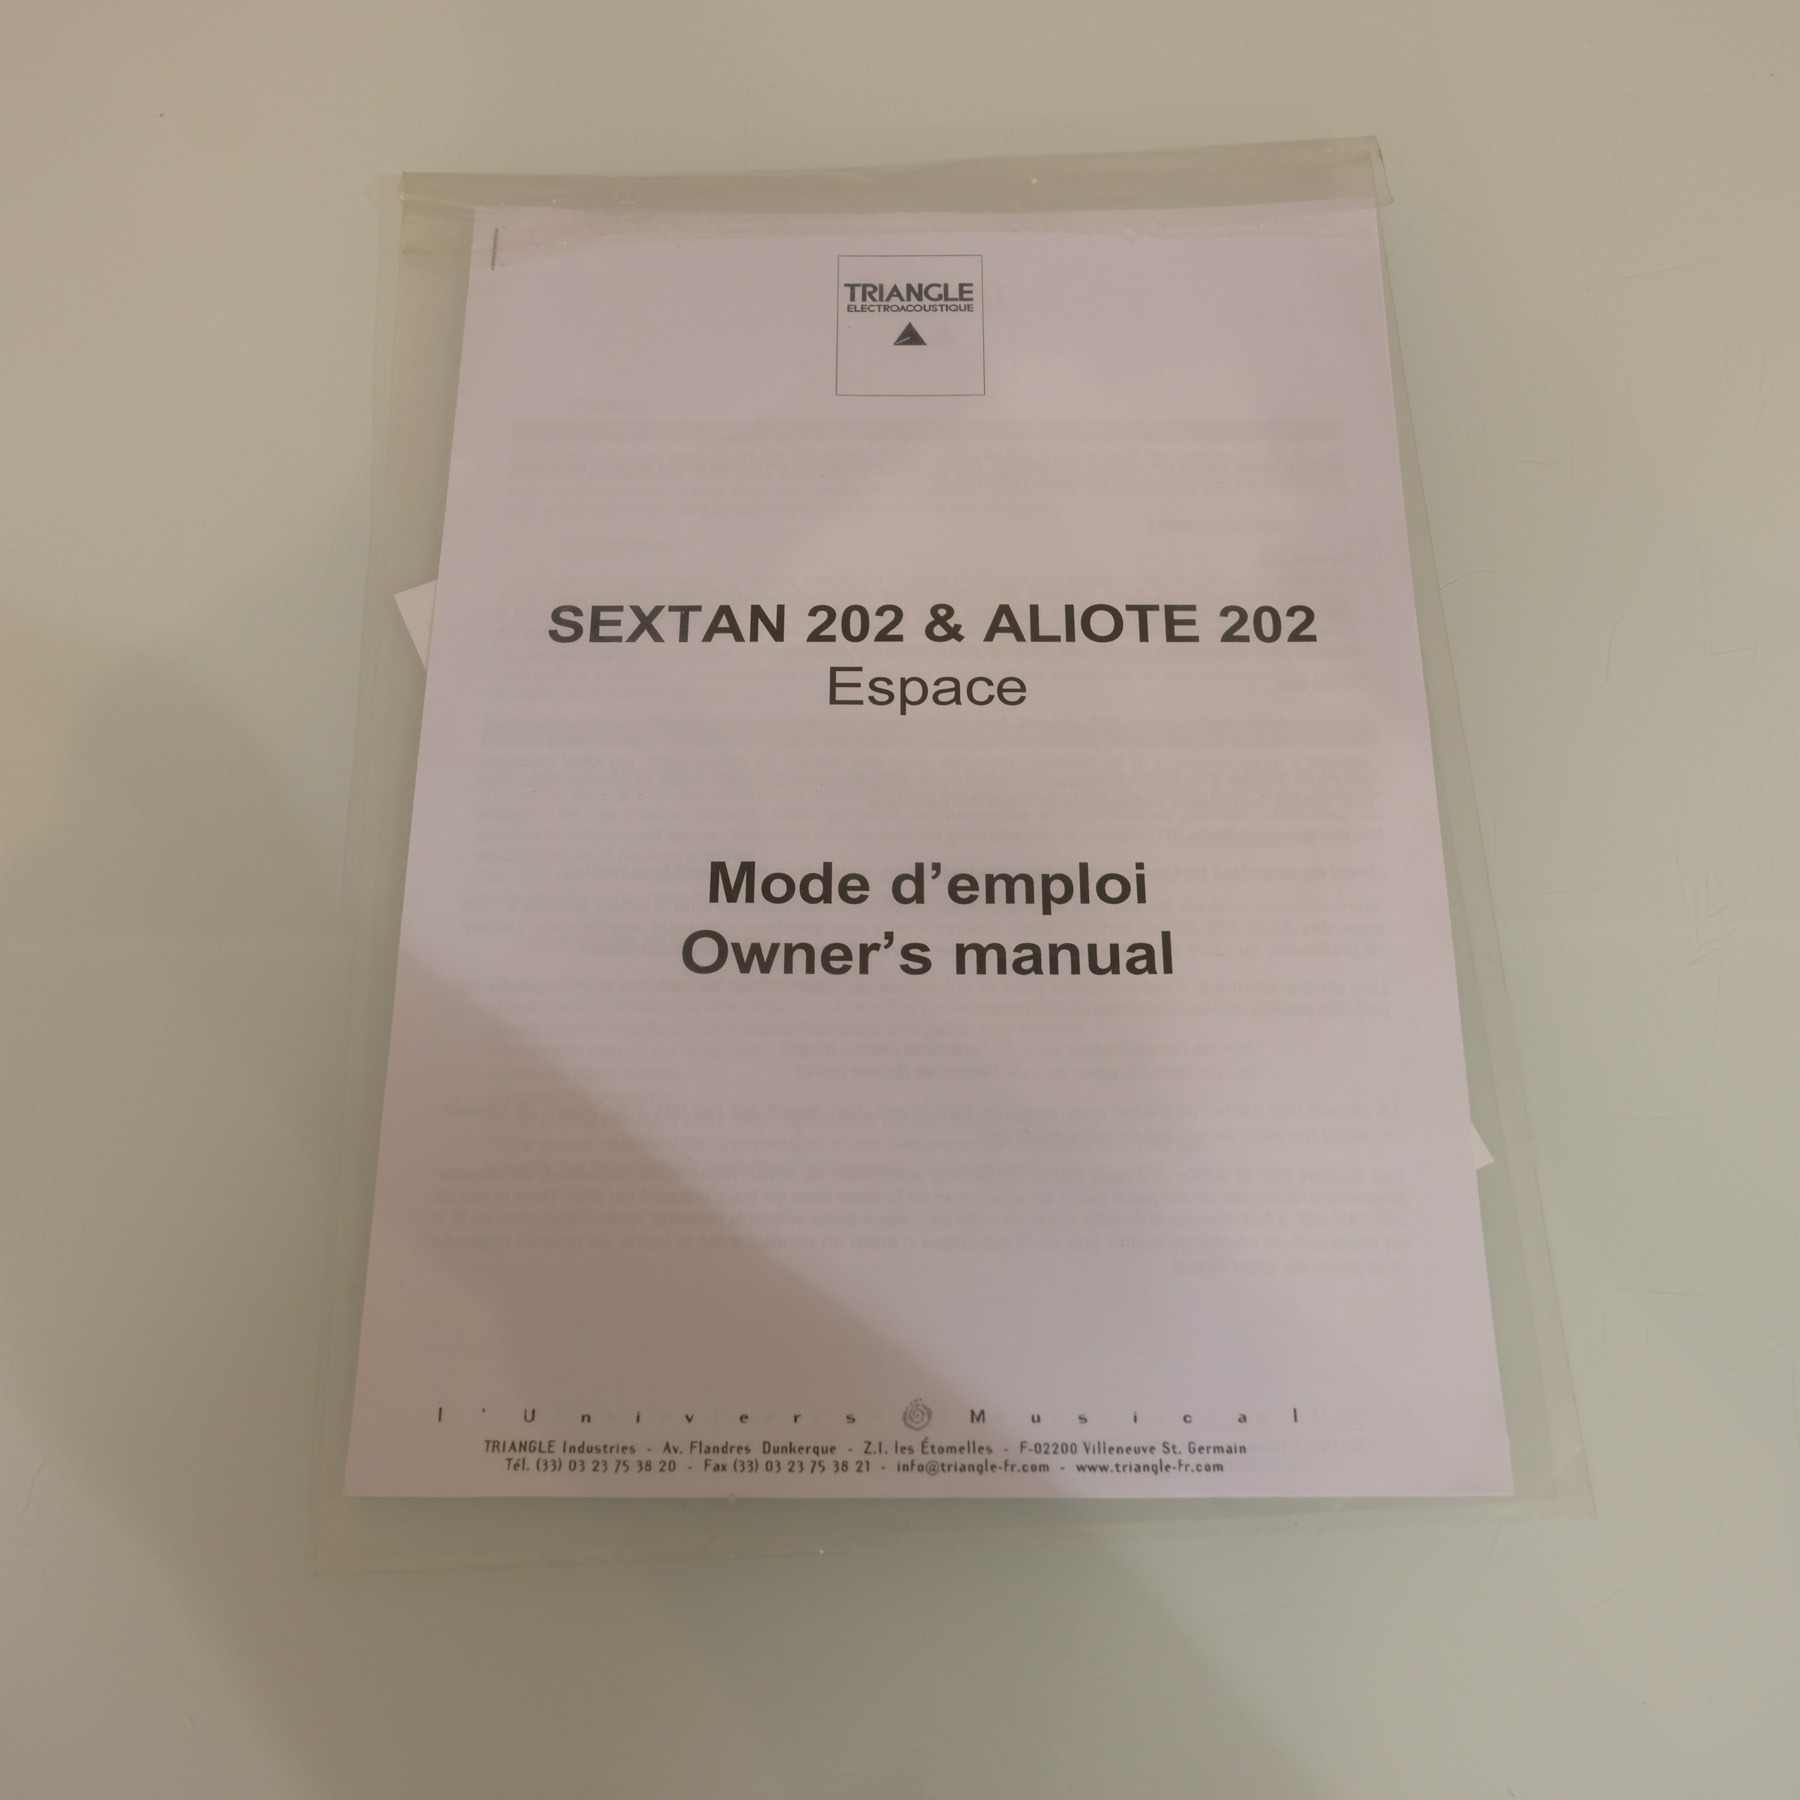 TRIANGLE
ELECTROACOUSTIQUE
SEXTAN 202 & ALIOTE 202
Espace
Mode d’emploi
Owner’s manual
l'Univers Musical
TRIANGLE Industries - Av. Flandres Dunkerque - Z.I. les Étomelles - F-02200 Villeneuve St. Germain
Tél. (33) 03 23 75 38 20 - Fax (33) 03 23 75 38 21 - info@triangle-fr.com - www.triangle-fr.com